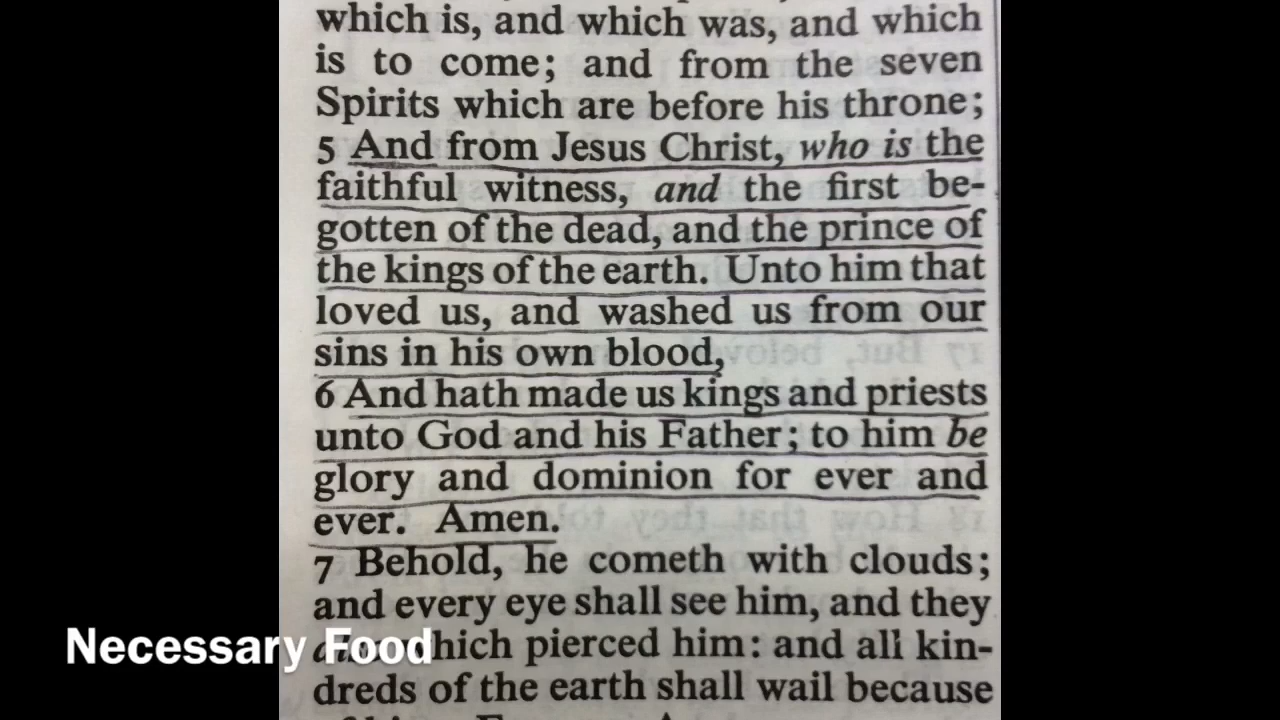 which is, and which was, and which
is to come; and from the seven
Spirits which are before his throne;
5 And from Jesus Christ, who is the
faithful witness, and the first be-
gotten of the dead, and the prince of
the kings of the earth. Unto him that
loved us, and washed us from our
sins in his own blood,
6 And hath made us kings and priests
unto God and his Father; to him be
glory and dominion for ever and
ever. Amen.
7 Behold, he cometh with clouds;
and every eye shall see him, and they
which pierced him: and all kin-
dreds of the earth shall wail because
Necessary Food